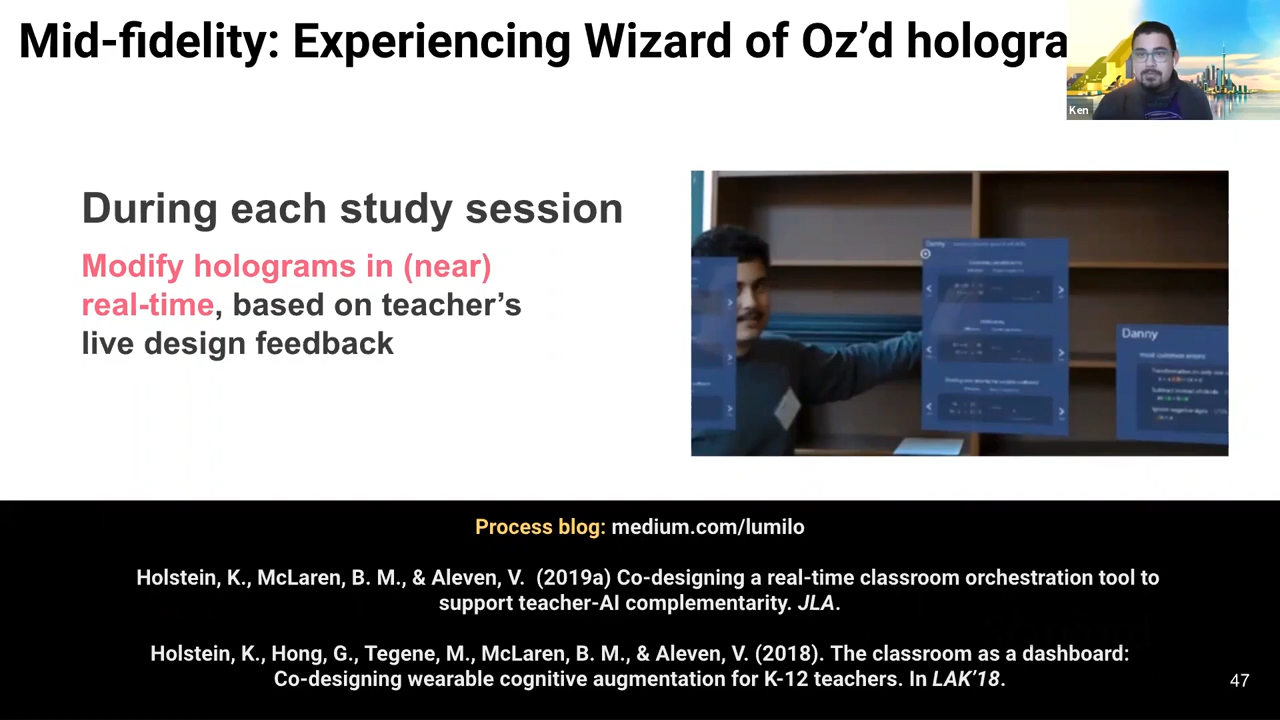 Mid-fidelity: Experiencing Wizard of Oz’d hologra
Ken
During each study session
Modify holograms in (near)
real-time, based on teacher’s
live design feedback
Danny
Danny
most common errors
Process blog: medium.com/lumilo
Holstein, K., McLaren, B. M., & Aleven, V. (2019a) Co-designing a real-time classroom orchestration tool to
support teacher-AI complementarity. JLA.
Holstein, K., Hong, G., Tegene, M., McLaren, B. M., & Aleven, V. (2018). The classroom as a dashboard:
Co-designing wearable cognitive augmentation for K-12 teachers. In LAK’18.
47